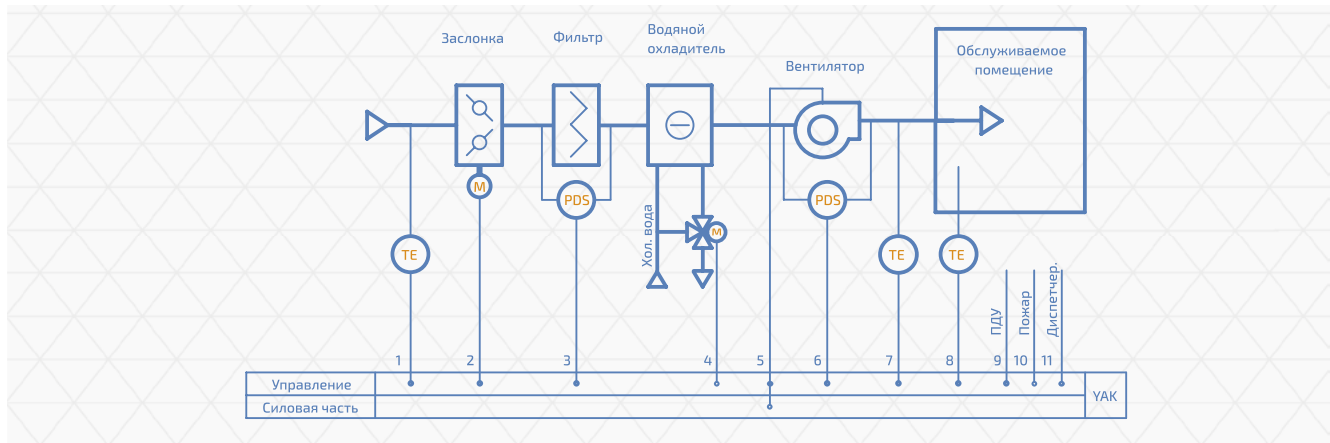 Заслонка
Фильтр
Водяной
охладитель
Вентилятор
Обслуживаемое
помещение
M
PDS
PDS
Хол. вода
M
TE
TE
TE
ПДУ
Пожар
Диспетчер.
1
2
3
4
5
6
7
8
9
10
11
Управление
Силовая часть
YAK